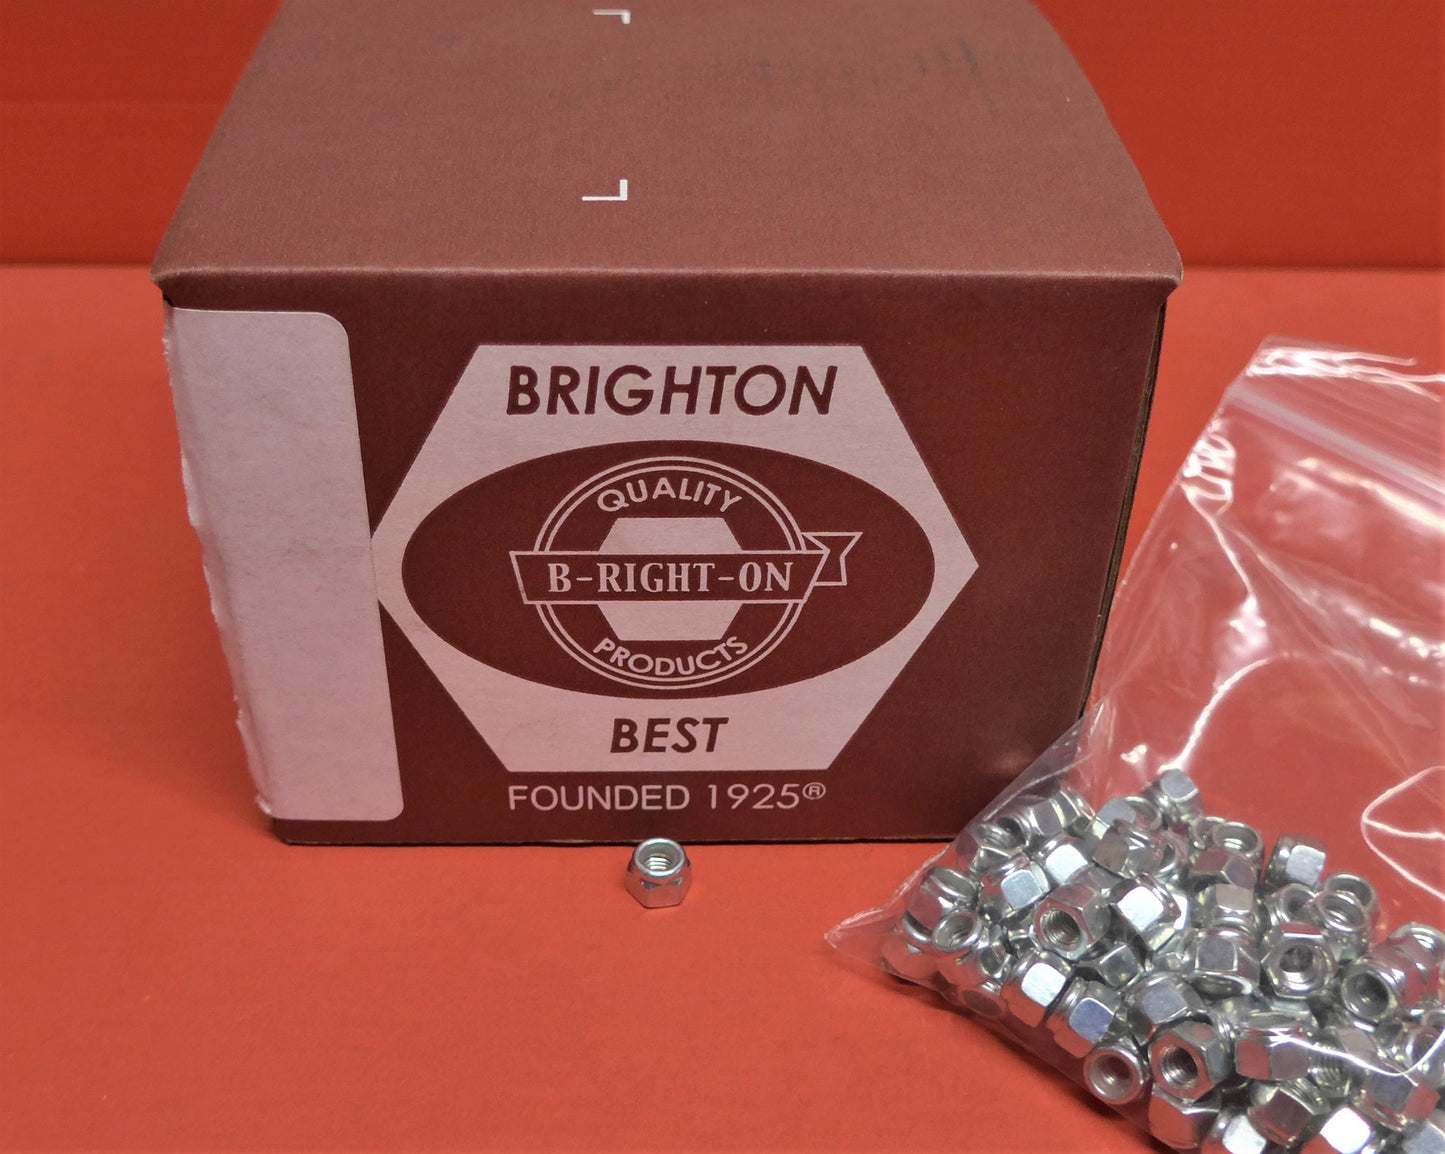 BRIGHTON
QUALITY
B-RIGHT-ON
PRODUCTS
BEST
FOUNDED 1925®